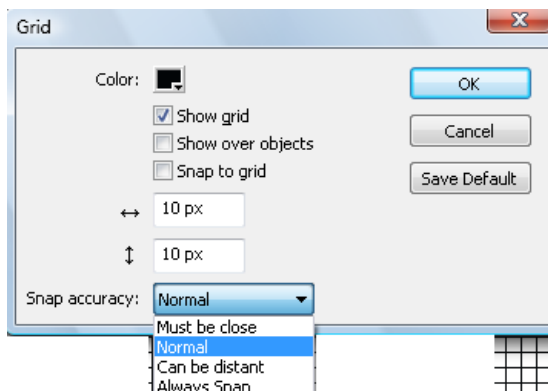 Grid
Color:
OK
Show grid
Cancel
Show over objects
Snap to grid
Save Default
10 px
10 px
Snap accuracy: Normal
Must be close
Normal
Can be distant
Always Snap